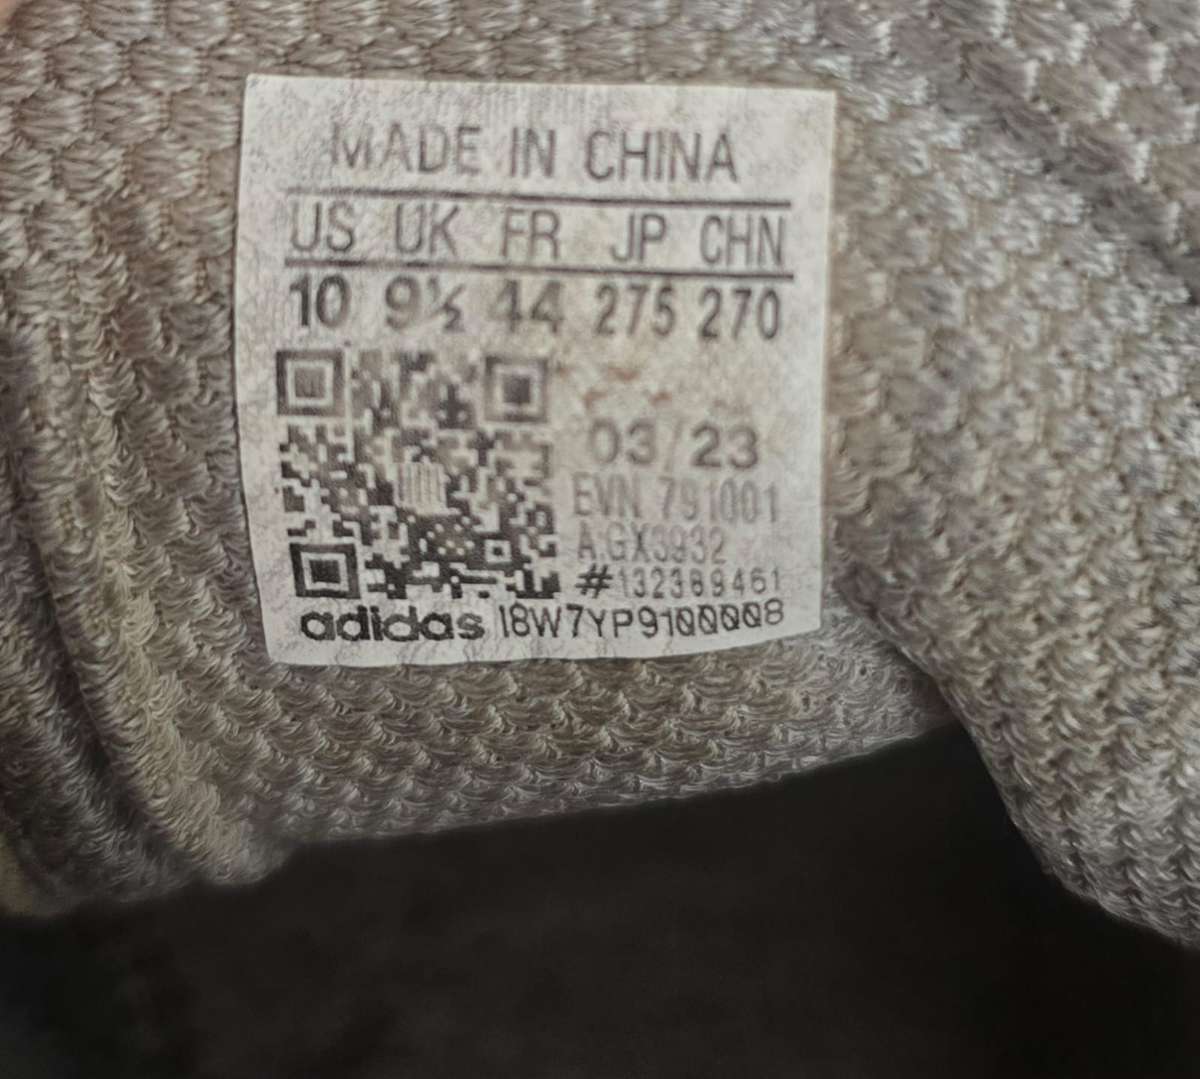 MADE IN CHINA
US UK FR JP CHN
10 9½ 44 275 270
03/23
EVN 791001
A.GX3932
#132389461
adidas I8W7YP9100008